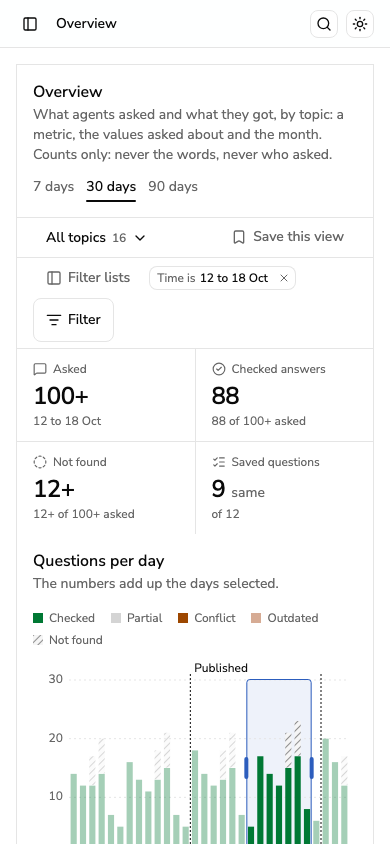 Overview
Overview
What agents asked and what they got, by topic: a
metric, the values asked about and the month.
Counts only: never the words, never who asked.
7 days 30 days 90 days
All topics 16
Save this view
Filter lists
Time is 12 to 18 Oct
Filter
Asked
100+
12 to 18 Oct
Checked answers
88
88 of 100+ asked
Not found
12+
12+ of 100+ asked
Saved questions
9 same
of 12
Questions per day
The numbers add up the days selected.
Checked Partial Conflict Outdated
Not found
Published
30
20
10